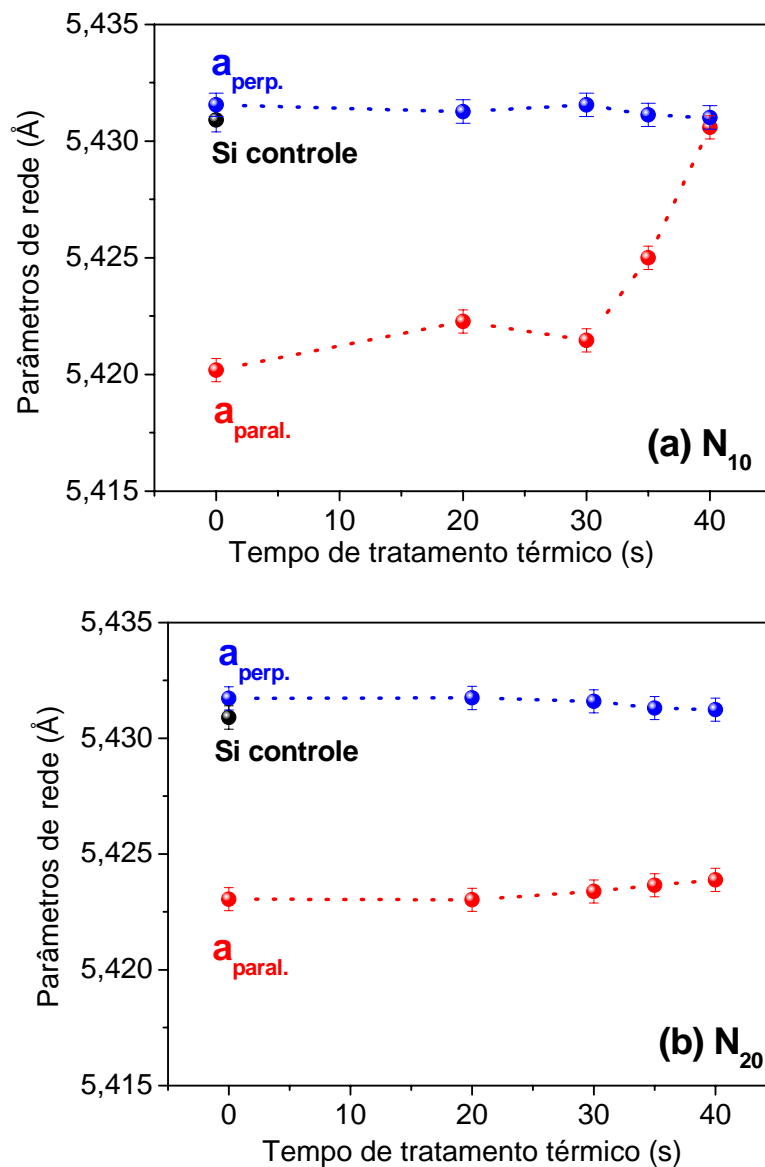 5,435
a perp.
5,430
Si controle
5,425
5,420
a paral.
(a) N10
5,415
0 10 20 30 40
Parâmetros de rede (Å)
Tempo de tratamento térmico (s)
5,435
a perp.
5,430
Si controle
5,425
5,420
a paral.
(b) N20
5,415
0 10 20 30 40
Parâmetros de rede (Å)
Tempo de tratamento térmico (s)